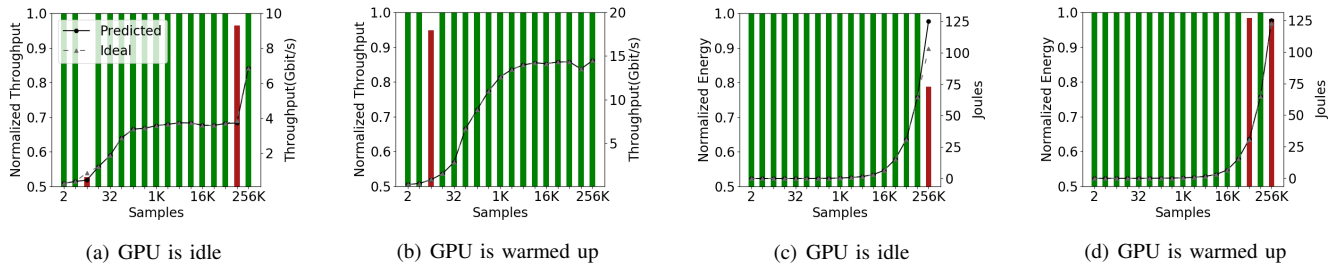 1.0
0.9
0.8
0.7
0.6
0.5
Normalized Throughput
Predicted
Ideal
10
8
6
4
2
Throughput(Gbit/s)
2 32 1K 16K 256K
Samples
(a) GPU is idle
1.0
0.9
0.8
0.7
0.6
0.5
Normalized Throughput
20
15
10
5
Throughput(Gbit/s)
2 32 1K 16K 256K
Samples
(b) GPU is warmed up
1.0
0.9
0.8
0.7
0.6
0.5
Normalized Energy
125
100
75
50
25
0
Joules
2 32 1K 16K 256K
Samples
(c) GPU is idle
1.0
0.9
0.8
0.7
0.6
0.5
Normalized Energy
125
100
75
50
25
0
Joules
2 32 1K 16K 256K
Samples
(d) GPU is warmed up